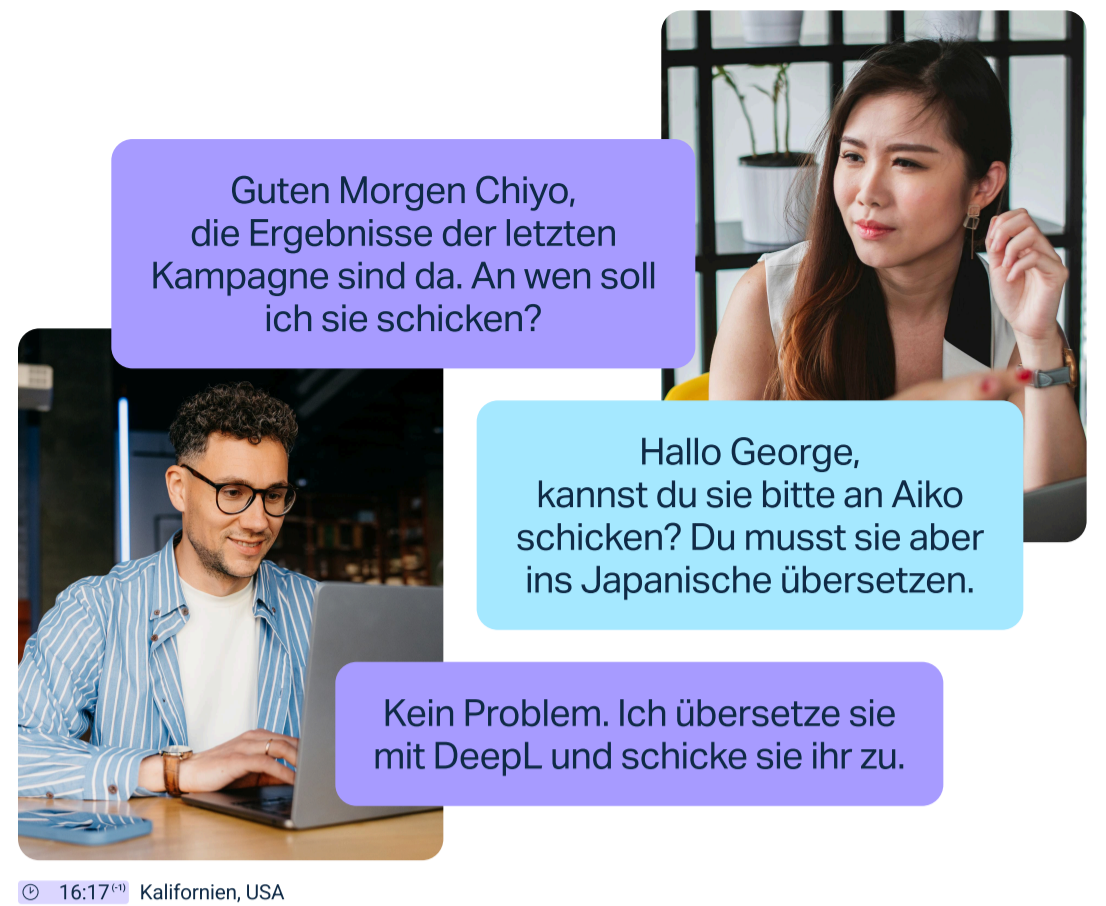 Guten Morgen Chiyo,
die Ergebnisse der letzten
Kampagne sind da. An wen soll
ich sie schicken?
Hallo George,
kannst du sie bitte an Aiko
schicken? Du musst sie aber
ins Japanische übersetzen.
Kein Problem. Ich übersetze sie
mit DeepL und schicke sie ihr zu.
16:17(-1) Kalifornien, USA